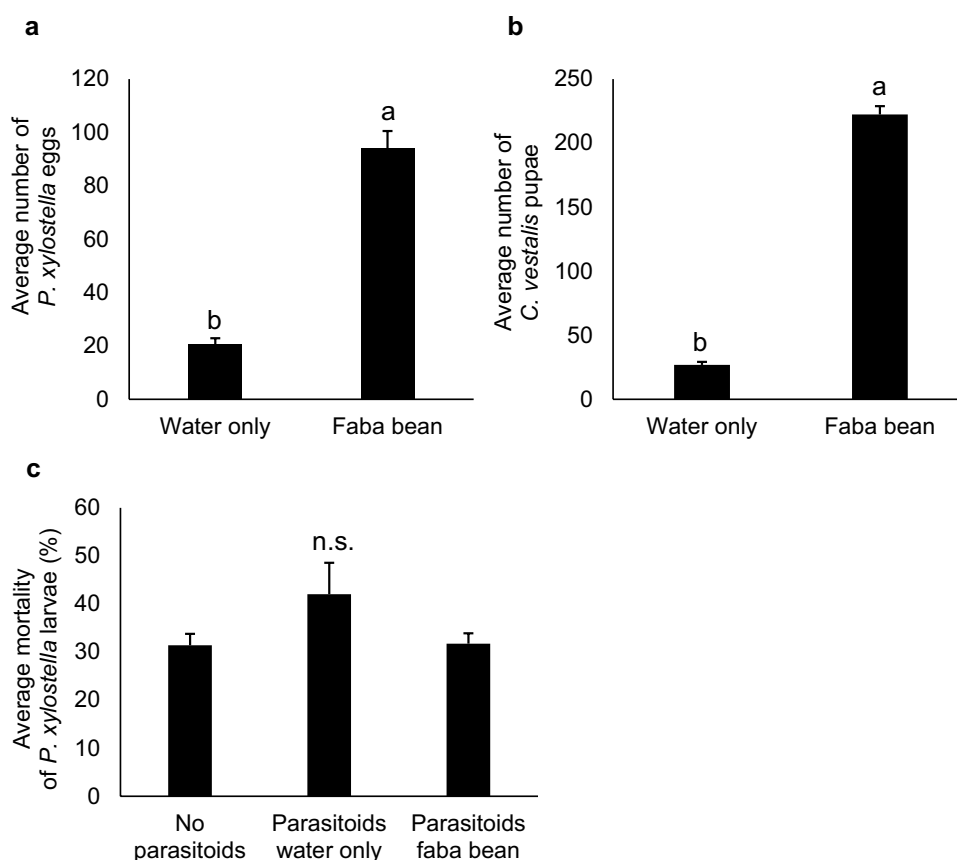 a
Average number of
P. xylostella eggs
120
100
80
60
40
20
0
b
a
Water only
Faba bean
b
Average number of
C. vestalis pupae
250
200
150
100
50
0
b
a
Water only
Faba bean
c
Average mortality
of P. xylostella larvae (%)
60
50
40
30
20
10
0
n.s.
No
parasitoids
Parasitoids
water only
Parasitoids
faba bean